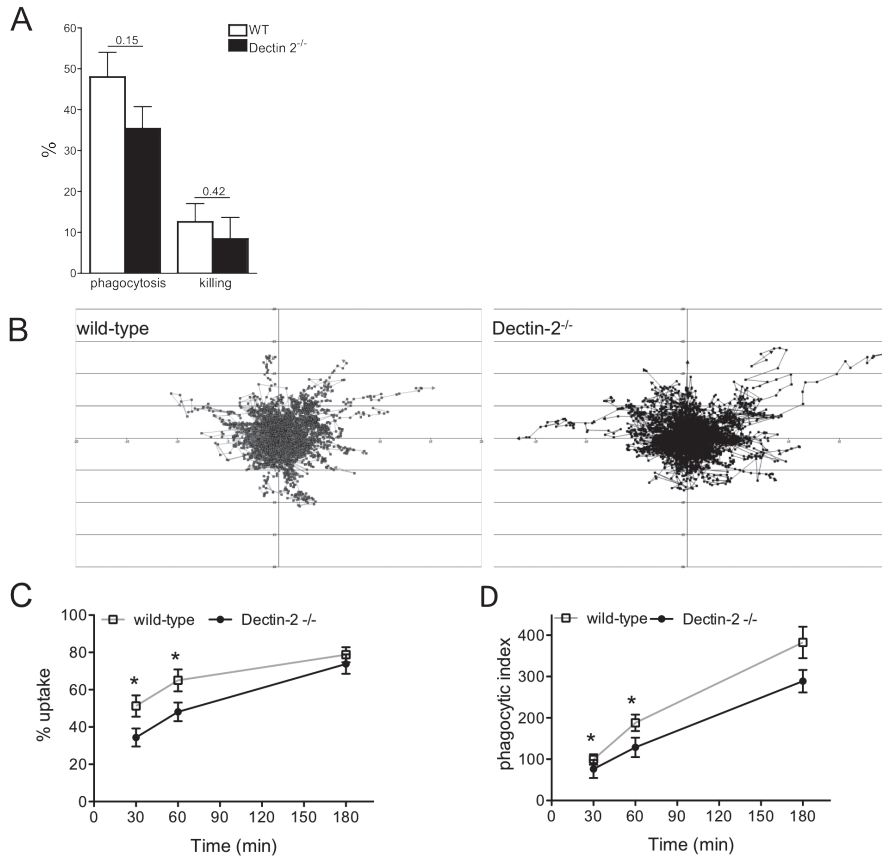 A
60
50
40
30
20
10
0
%
0.15
0.42
WT
Dectin 2-/-
phagocytosis
killing
B
wild-type
Dectin-2-/-
C
100
80
60
40
20
0
% uptake
wild-type
Dectin-2 -/-
*
*
0 30 60 90 120 150 180
Time (min)
D
400
300
200
100
0
phagocytic index
wild-type
Dectin-2 -/-
*
*
0 30 60 90 120 150 180
Time (min)